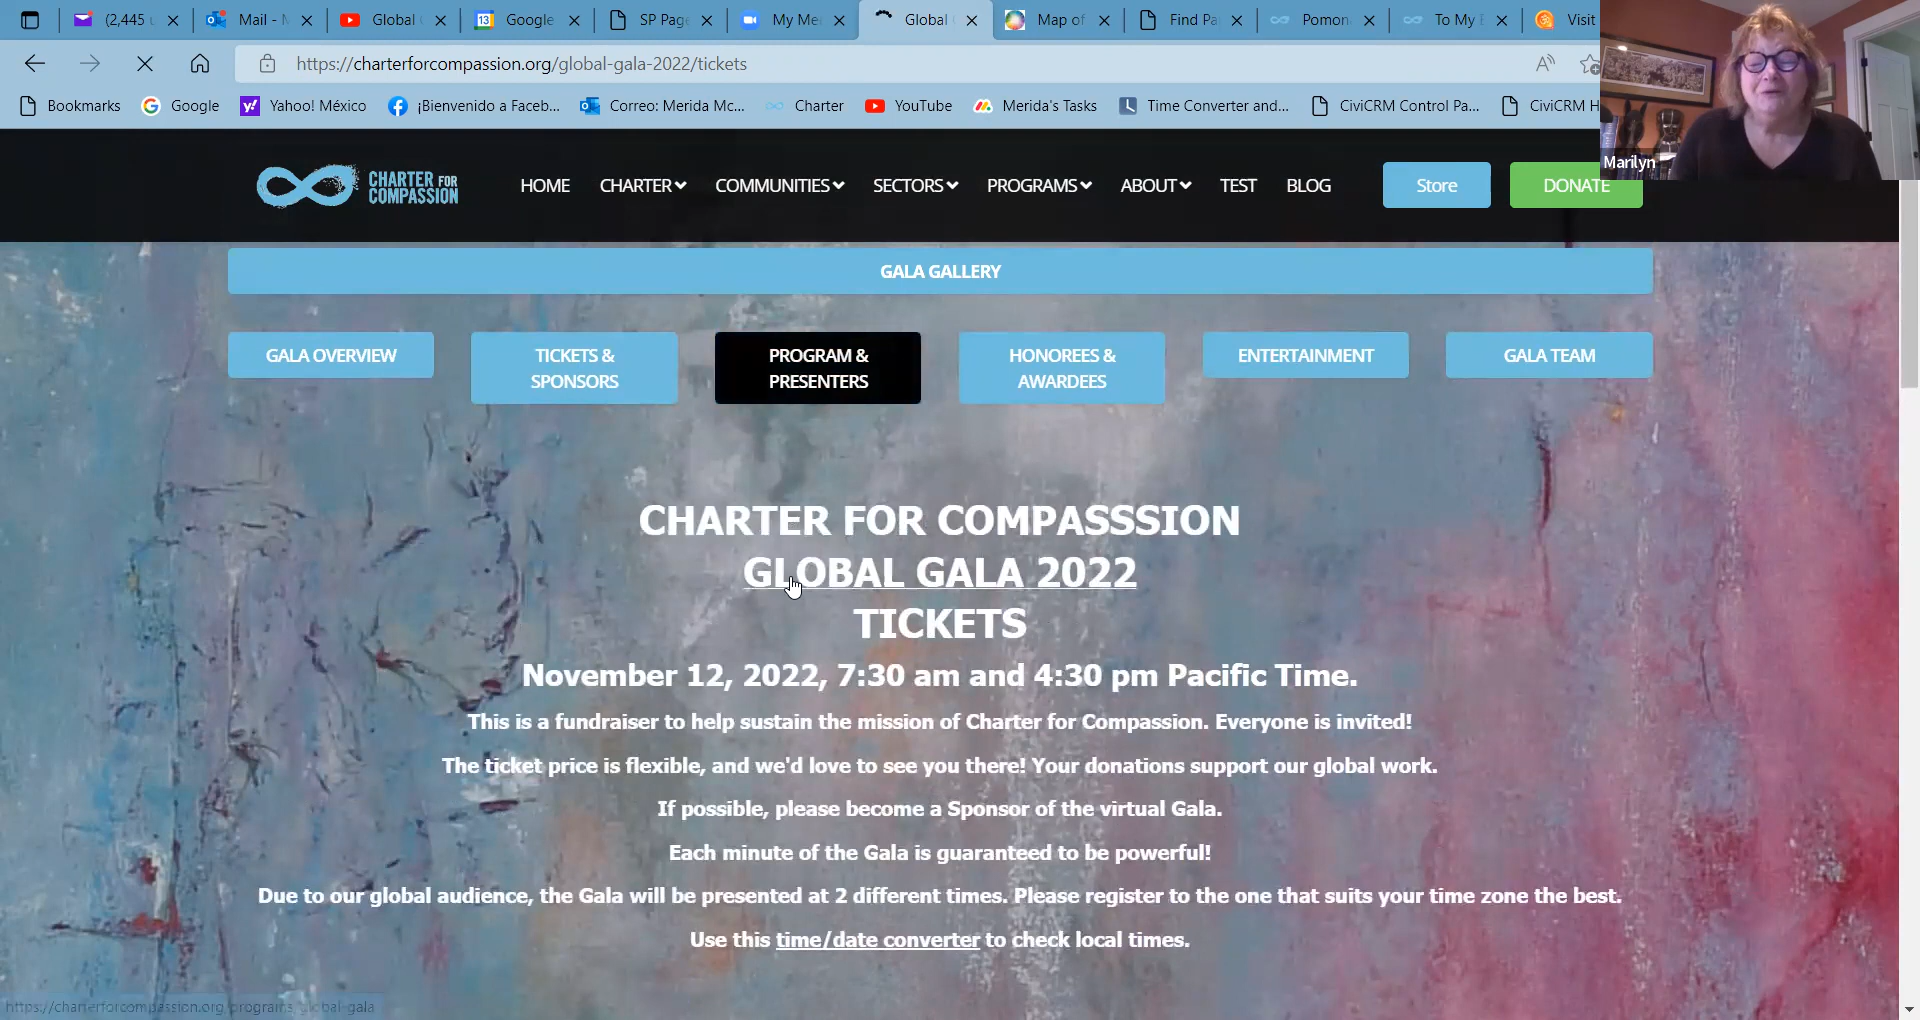 (2,445 u
Mail - M
Global
Google
SP Page
My Me
Global
Map of
Find Pa
Pomon
To My
Visit
https://charterforcompassion.org/global-gala-2022/tickets
Bookmarks
Google
Yahoo! México
¡Bienvenido a Faceb...
Correo: Merida Mc...
Charter
YouTube
Merida's Tasks
Time Converter and...
CiviCRM Control Pa...
CiviCRM H
Marilyn
CHARTER FOR
COMPASSION
HOME
CHARTER
COMMUNITIES
SECTORS
PROGRAMS
ABOUT
TEST
BLOG
Store
DONATE
GALA GALLERY
GALA OVERVIEW
TICKETS &
SPONSORS
PROGRAM &
PRESENTERS
HONOREES &
AWARDEES
ENTERTAINMENT
GALA TEAM
CHARTER FOR COMPASSSION
GLOBAL GALA 2022
TICKETS
November 12, 2022, 7:30 am and 4:30 pm Pacific Time.
This is a fundraiser to help sustain the mission of Charter for Compassion. Everyone is invited!
The ticket price is flexible, and we'd love to see you there! Your donations support our global work.
If possible, please become a Sponsor of the virtual Gala.
Each minute of the Gala is guaranteed to be powerful!
Due to our global audience, the Gala will be presented at 2 different times. Please register to the one that suits your time zone the best.
Use this time/date converter to check local times.
https://charterforcompassion.org/programs/global-gala